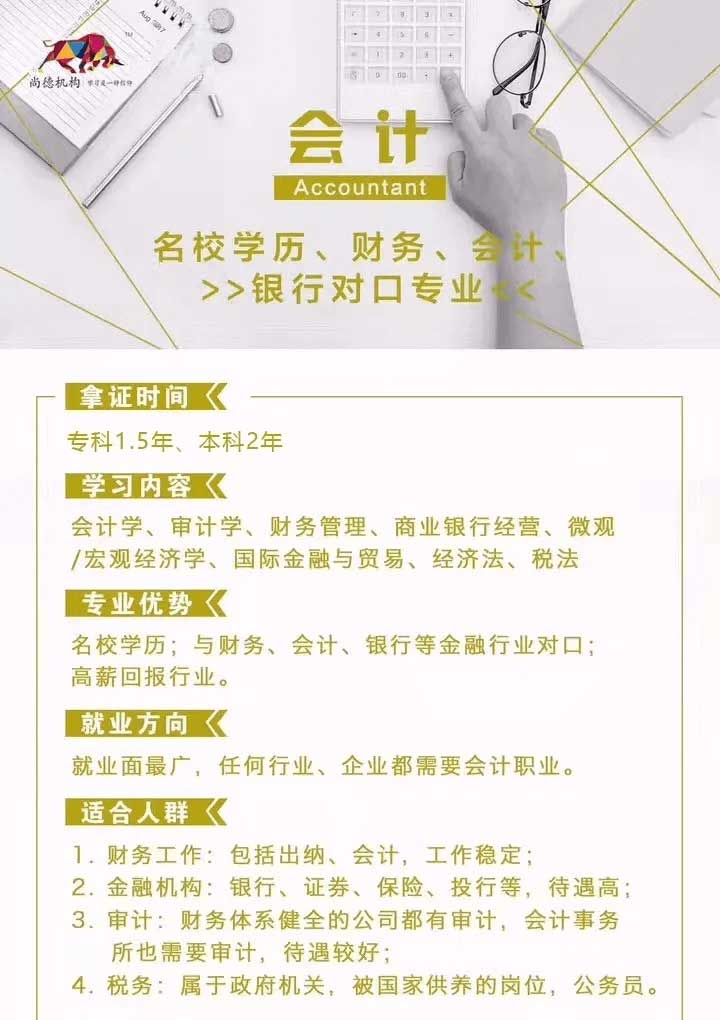 Aug
尚德机构
学习是一种信仰
TM
会计
Accountant
名校学历、财务、会计、
>>银行对口专业<<
拿证时间
专科1.5年、本科2年
学习内容
会计学、审计学、财务管理、商业银行经营、微观
/宏观经济学、国际金融与贸易、经济法、税法
专业优势
名校学历；与财务、会计、银行等金融行业对口；
高薪回报行业。
就业方向
就业面最广，任何行业、企业都需要会计职业。
适合人群
1. 财务工作：包括出纳、会计，工作稳定；
2. 金融机构：银行、证券、保险、投行等，待遇高；
3. 审计：财务体系健全的公司都有审计，会计事务
所也需要审计，待遇较好；
4. 税务：属于政府机关，被国家供养的岗位，公务员。